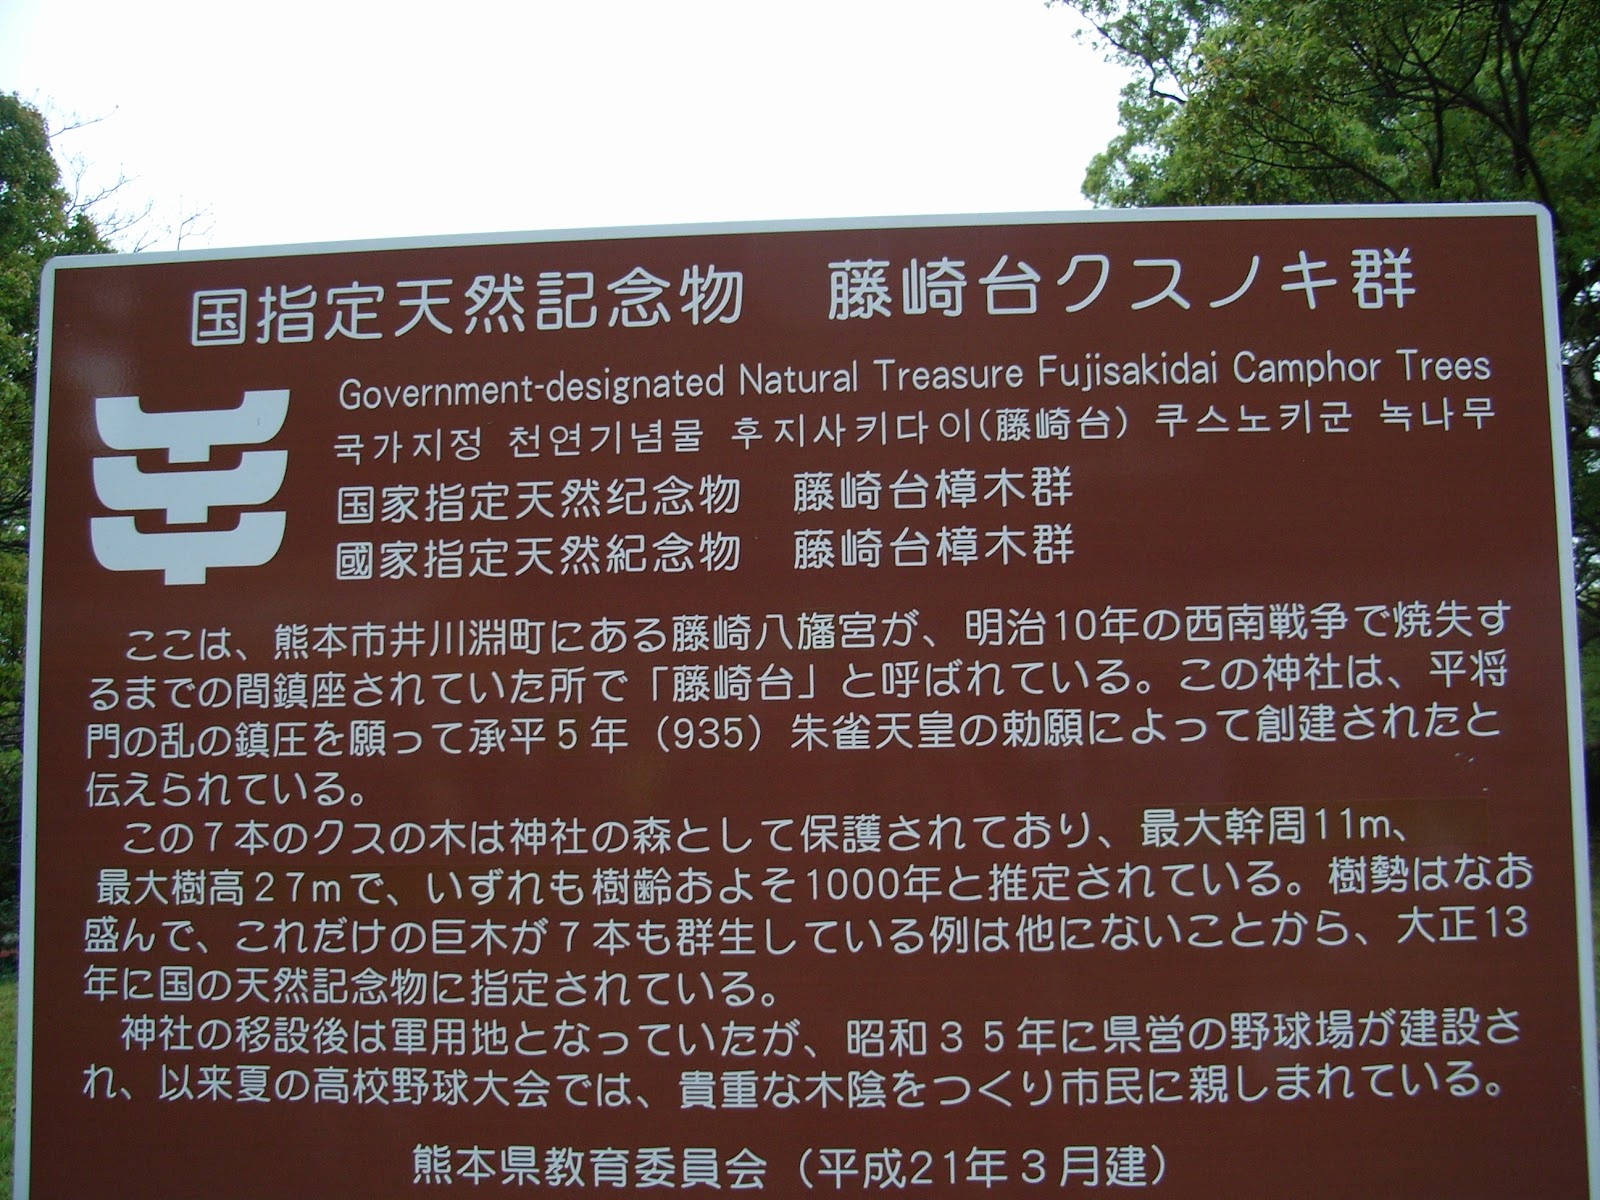 国指定天然記念物　藤崎台クスノキ群
Government-designated Natural Treasure Fujisakidai Camphor Trees
국가지정 천연기념물 후지사키다이(藤崎台) 쿠스노키군 녹나무
国家指定天然纪念物　藤崎台樟木群
國家指定天然紀念物　藤崎台樟木群
ここは、熊本市井川淵町にある藤崎八旛宮が、明治10年の西南戦争で焼失す
るまでの間鎮座されていた所で「藤崎台」と呼ばれている。この神社は、平将
門の乱の鎮圧を願って承平５年（935）朱雀天皇の勅願によって創建されたと
伝えられている。
この７本のクスの木は神社の森として保護されており、最大幹周11m、
最大樹高27mで、いずれも樹齢およそ1000年と推定されている。樹勢はなお
盛んで、これだけの巨木が７本も群生している例は他にないことから、大正13
年に国の天然記念物に指定されている。
神社の移設後は軍用地となっていたが、昭和３５年に県営の野球場が建設さ
れ、以来夏の高校野球大会では、貴重な木陰をつくり市民に親しまれている。
熊本県教育委員会（平成21年３月建）